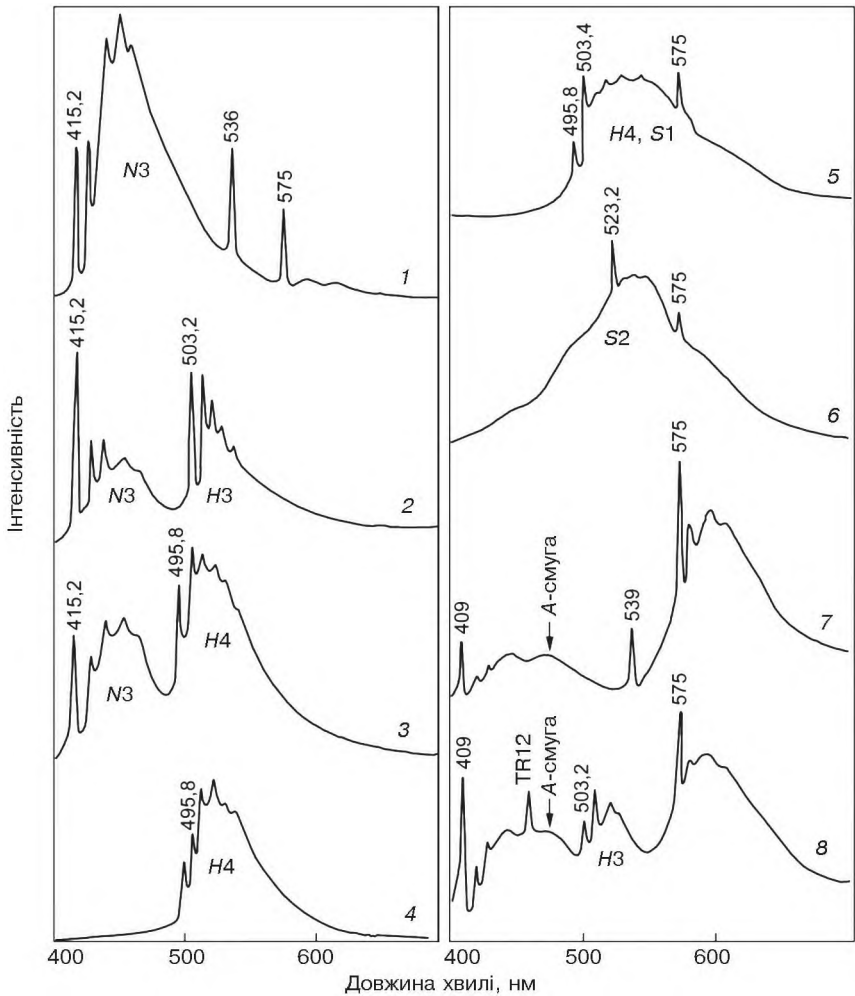 Інтенсивність
415,2
N3
536
575
1
415,2
N3
503,2
H3
2
415,2
N3
495,8
H4
3
495,8
H4
4
400
500
600
495,8
503,4
H4, S1
575
5
523,2
S2
575
6
409
А-смуга
539
575
7
409
TR12
А-смуга
503,2
H3
575
8
400
500
600
Довжина хвилі, нм